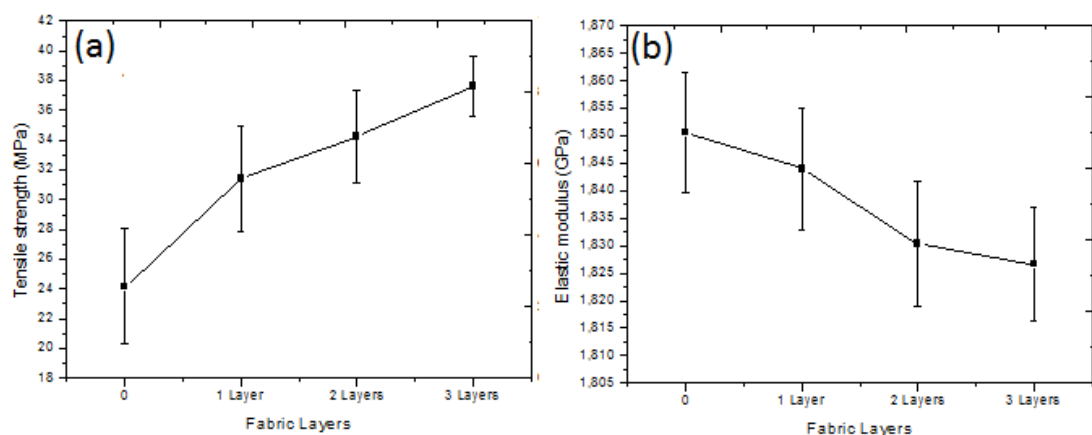 (a)
Tensile strength (MPa)
42
40
38
36
34
32
30
28
26
24
22
20
18
0
1 Layer
2 Layers
3 Layers
Fabric Layers
(b)
Elastic modulus (GPa)
1,870
1,865
1,860
1,855
1,850
1,845
1,840
1,835
1,830
1,825
1,820
1,815
1,810
1,805
0
1 Layer
2 Layers
3 Layers
Fabric Layers